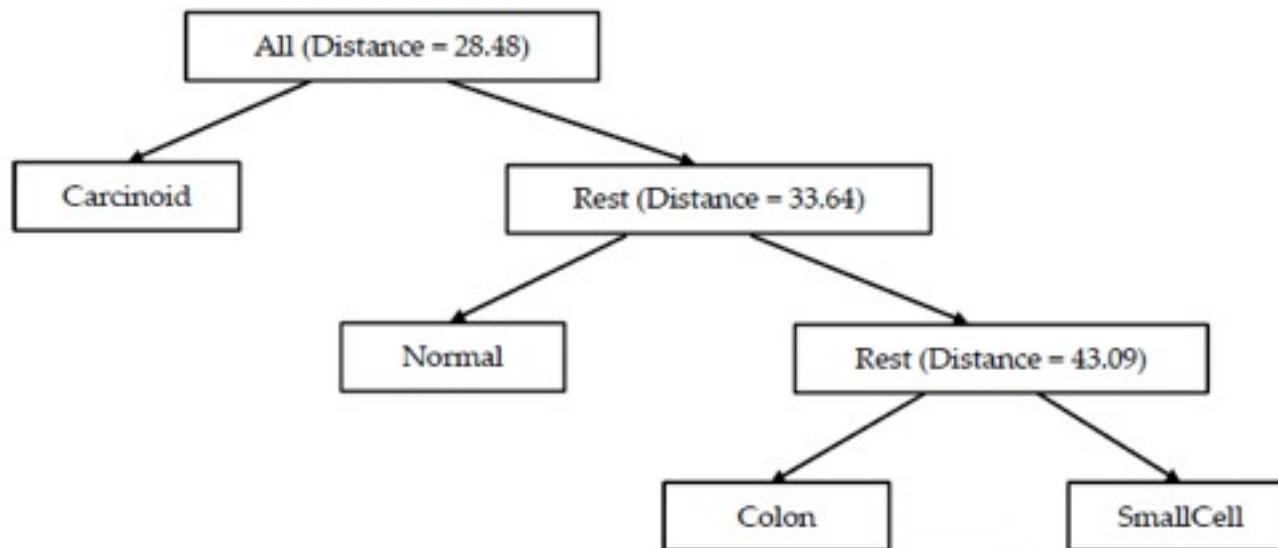 All (Distance = 28.48)
Carcinoid
Rest (Distance = 33.64)
Normal
Rest (Distance = 43.09)
Colon
SmallCell